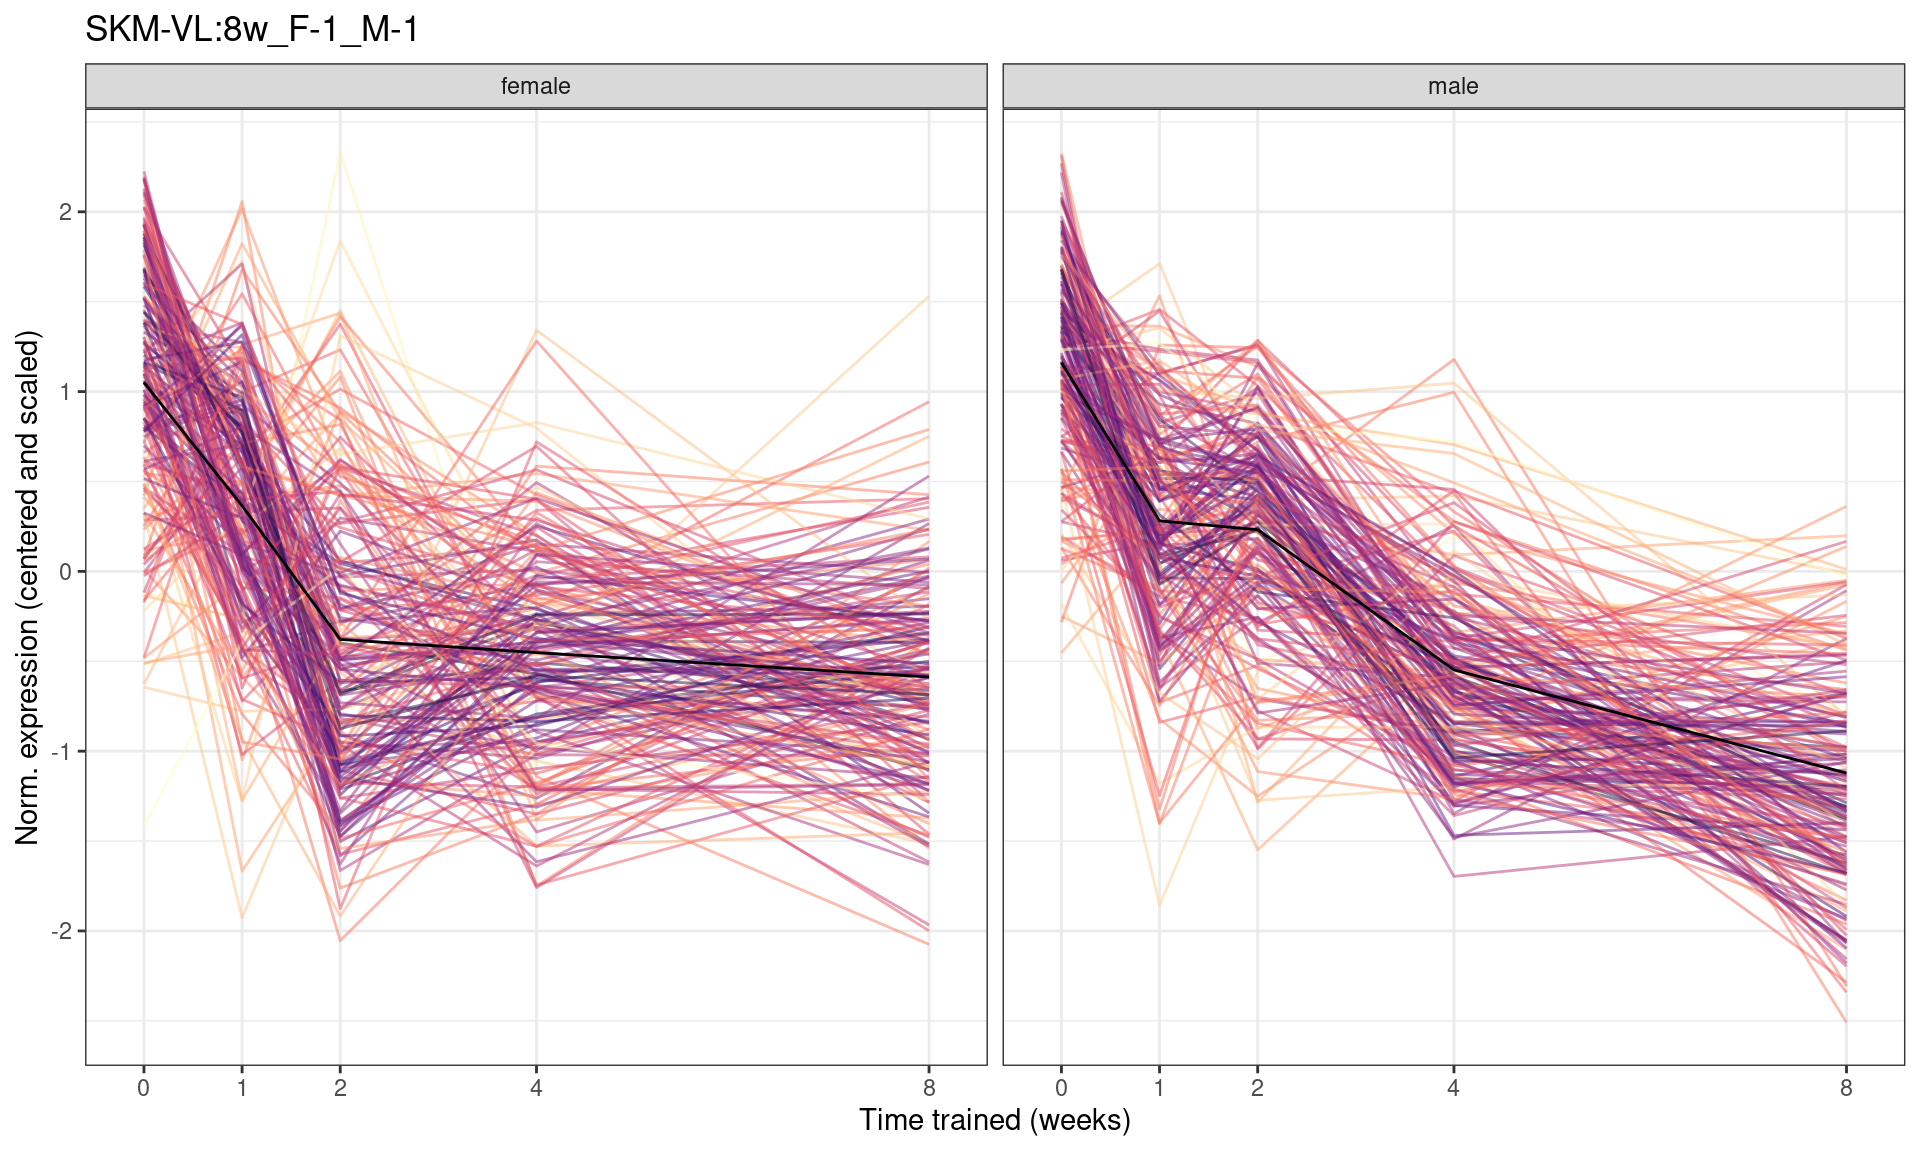 SKM-VL:8w_F-1_M-1
female
male
Norm. expression (centered and scaled)
2
1
0
-1
-2
0 1 2 4 8
0 1 2 4 8
Time trained (weeks)